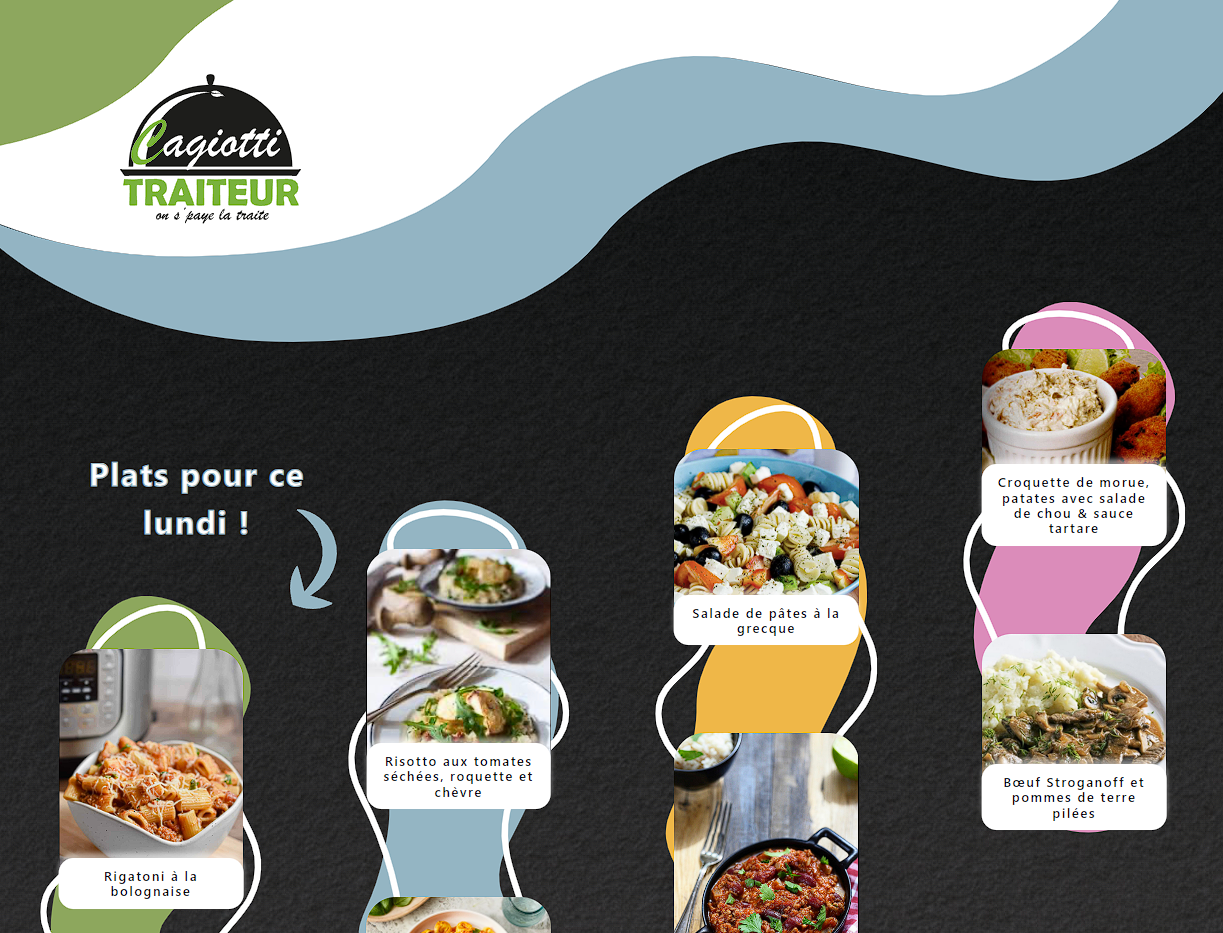 Cagiotti
TRAITEUR
on s'paye la traite
Plats pour ce
lundi !
Rigatoni à la
bolognaise
Risotto aux tomates
séchées, roquette et
chèvre
Salade de pâtes à la
grecque
Croquette de morue,
patates avec salade
de chou & sauce
tartare
Bœuf Stroganoff et
pommes de terre
pilées